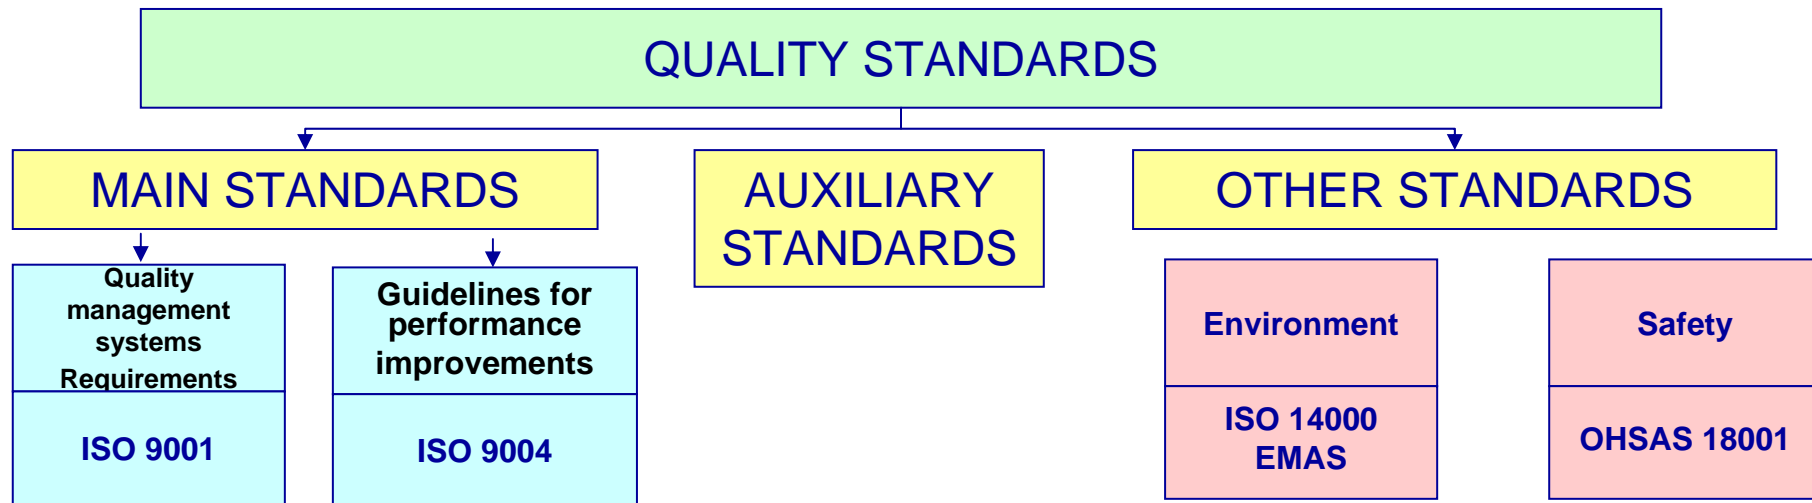 QUALITY STANDARDS
MAIN STANDARDS
AUXILIARY
STANDARDS
OTHER STANDARDS
Quality
management
systems
Requirements
ISO 9001
Guidelines for
performance
improvements
ISO 9004
Environment
ISO 14000
EMAS
Safety
OHSAS 18001